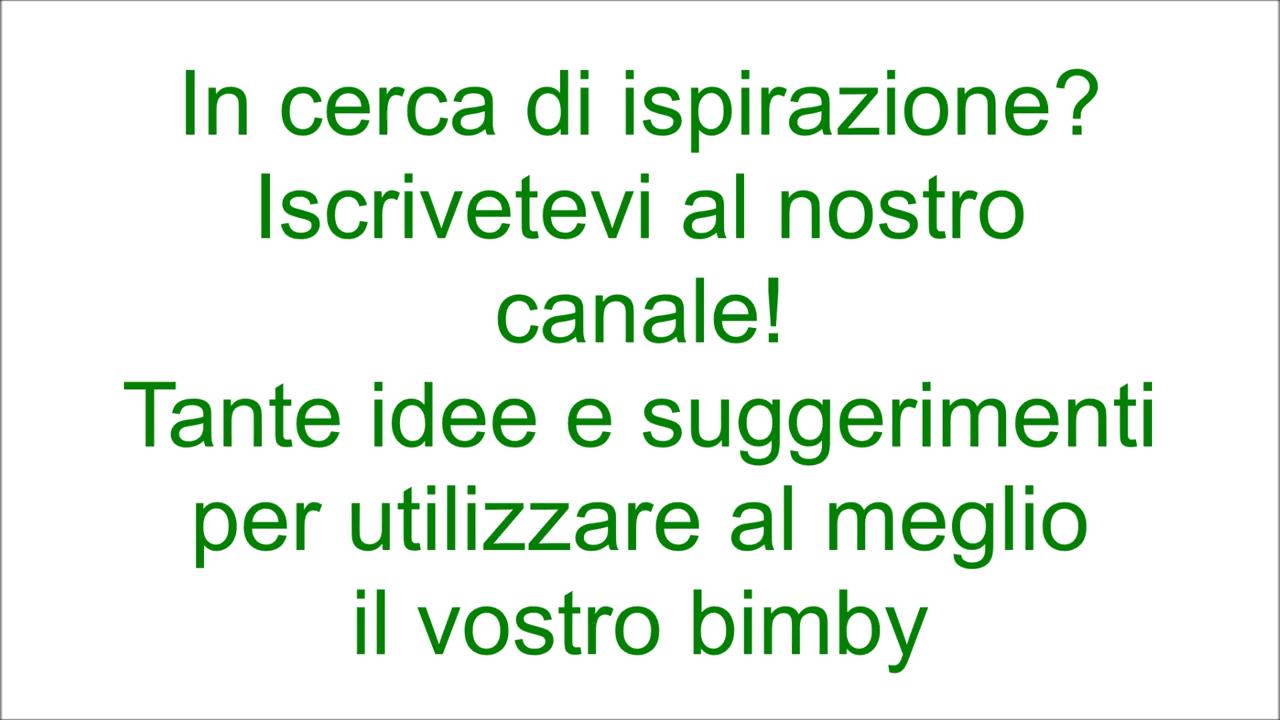 In cerca di ispirazione?
Iscrivetevi al nostro
canale!
Tante idee e suggerimenti
per utilizzare al meglio
il vostro bimby